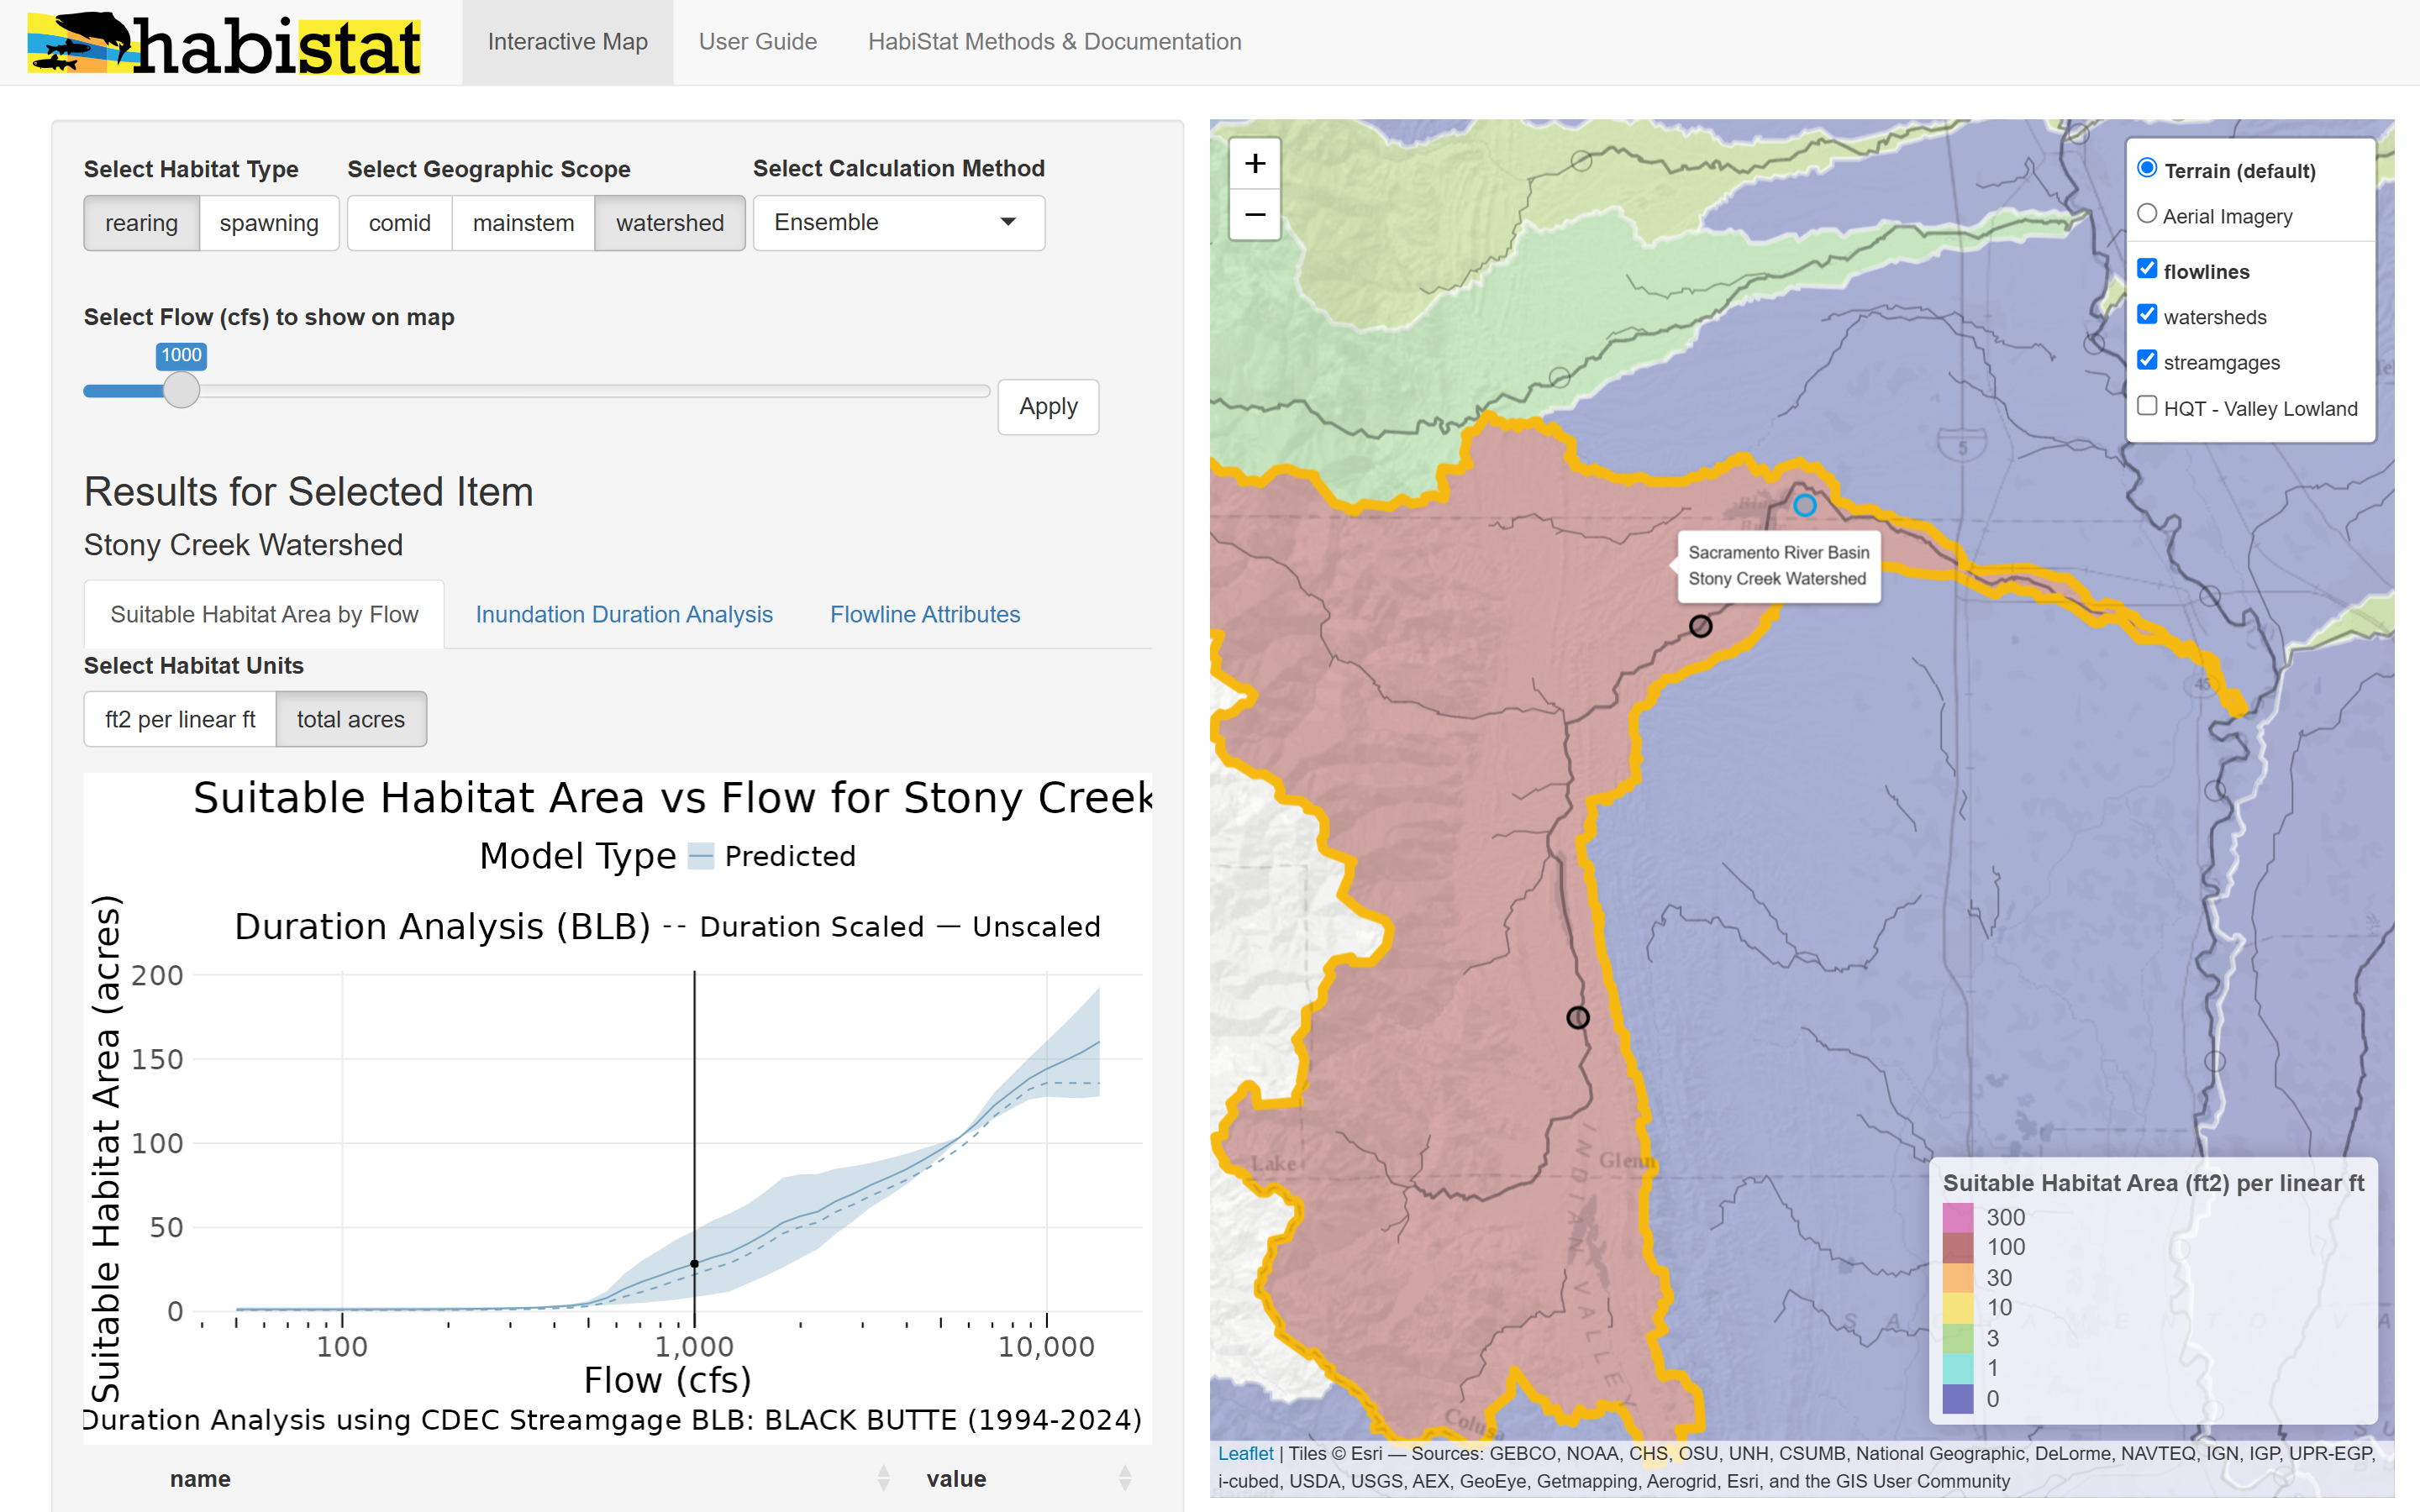 habistat
Interactive Map
User Guide
HabiStat Methods & Documentation
Select Habitat Type
Select Geographic Scope
Select Calculation Method
rearing
spawning
comid
mainstem
watershed
Ensemble
Select Flow (cfs) to show on map
1000
Apply
Results for Selected Item
Stony Creek Watershed
Suitable Habitat Area by Flow
Inundation Duration Analysis
Flowline Attributes
Select Habitat Units
ft2 per linear ft
total acres
Suitable Habitat Area vs Flow for Stony Creek
Model Type
Predicted
Duration Analysis (BLB)
Duration Scaled
Unscaled
Suitable Habitat Area (acres)
200
150
100
50
0
100
1,000
10,000
Flow (cfs)
Duration Analysis using CDEC Streamgage BLB: BLACK BUTTE (1994-2024)
name
value
+
−
Terrain (default)
Aerial Imagery
flowlines
watersheds
streamgages
HQT - Valley Lowland
5
Sacramento River Basin
Stony Creek Watershed
45
Lake
Glenn
INDIAN VALLEY
Suitable Habitat Area (ft2) per linear ft
300
100
30
10
3
1
0
Leaflet | Tiles © Esri — Sources: GEBCO, NOAA, CHS, OSU, UNH, CSUMB, National Geographic, DeLorme, NAVTEQ, IGN, IGP, UPR-EGP,
i-cubed, USDA, USGS, AEX, GeoEye, Getmapping, Aerogrid, Esri, and the GIS User Community